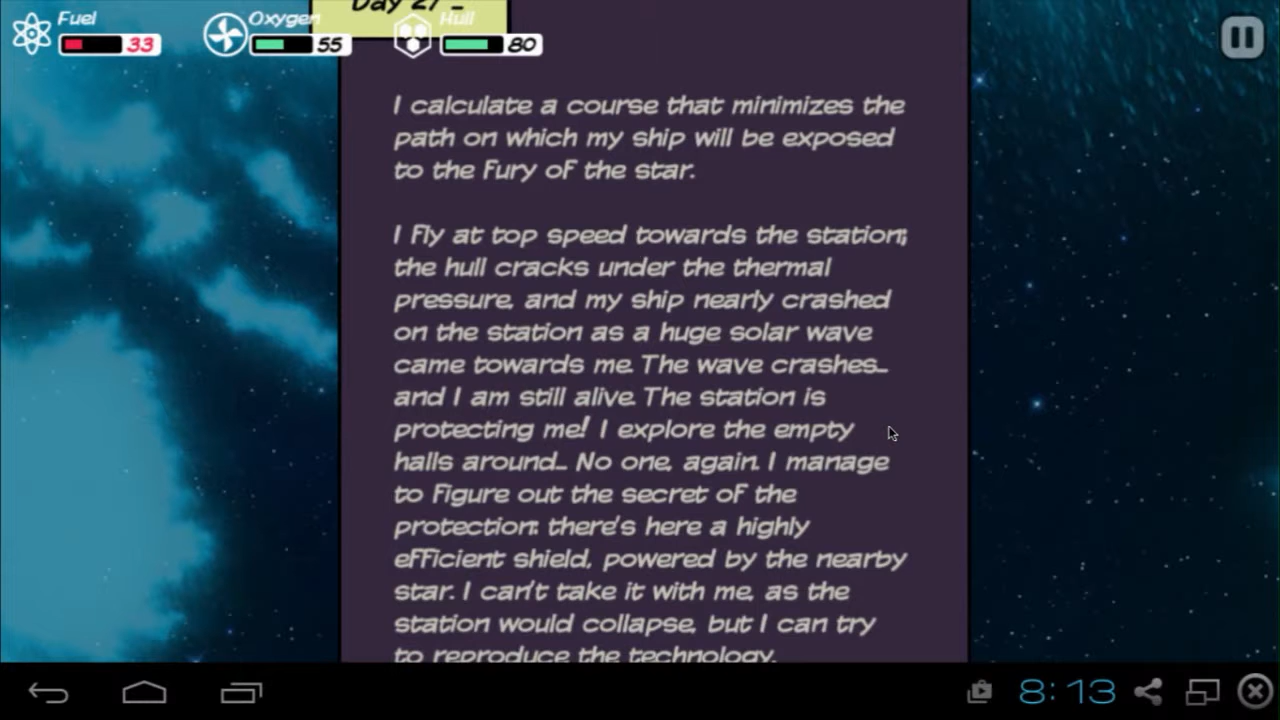 Fuel
33
Oxygen
55
Hull
80
Day 27 _
I calculate a course that minimizes the
path on which my ship will be exposed
to the Fury of the star.
I fly at top speed towards the station;
the hull cracks under the thermal
pressure, and my ship nearly crashed
on the station as a huge solar wave
came towards me. The wave crashes...
and I am still alive. The station is
protecting me! I explore the empty
halls around... No one, again. I manage
to figure out the secret of the
protection: there's here a highly
efficient shield, powered by the nearby
star. I can't take it with me, as the
station would collapse, but I can try
to reproduce the technology.
8:13